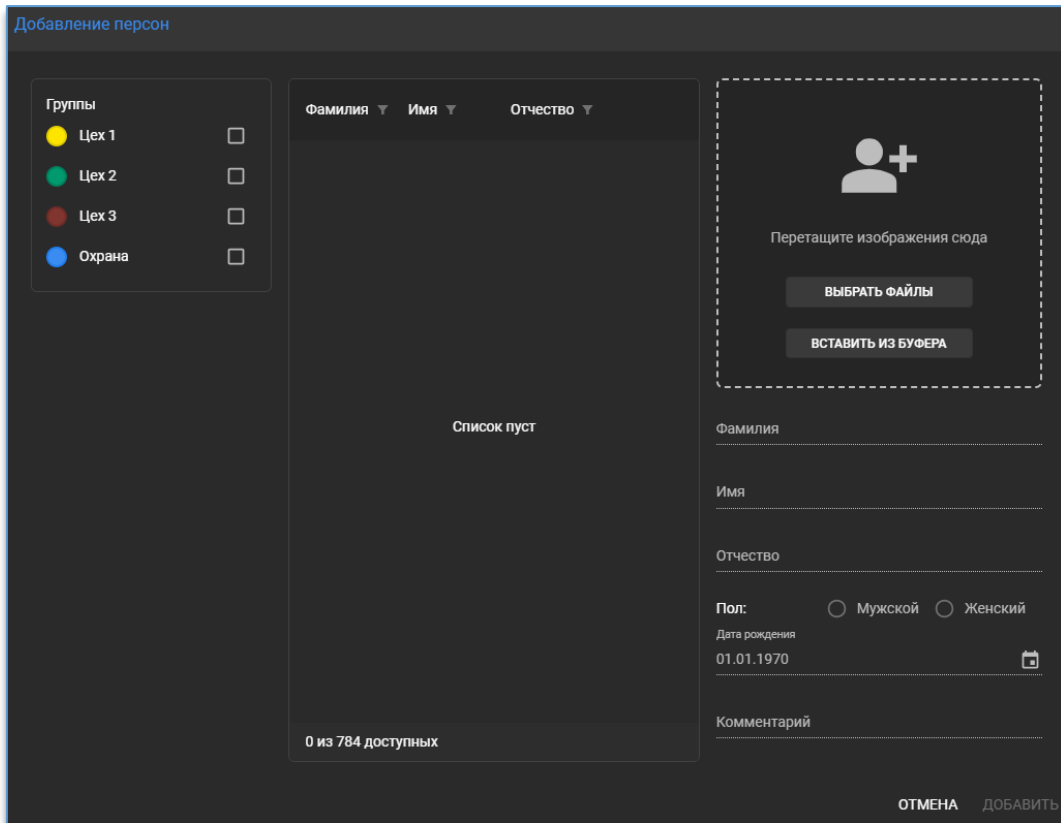 Добавление персон
Группы
Цех 1
Цех 2
Цех 3
Охрана
Фамилия Имя Отчество
Список пуст
0 из 784 доступных
Перетащите изображения сюда
ВЫБРАТЬ ФАЙЛЫ
ВСТАВИТЬ ИЗ БУФЕРА
Фамилия
Имя
Отчество
Пол: Мужской Женский
Дата рождения
01.01.1970
Комментарий
ОТМЕНА ДОБАВИТЬ